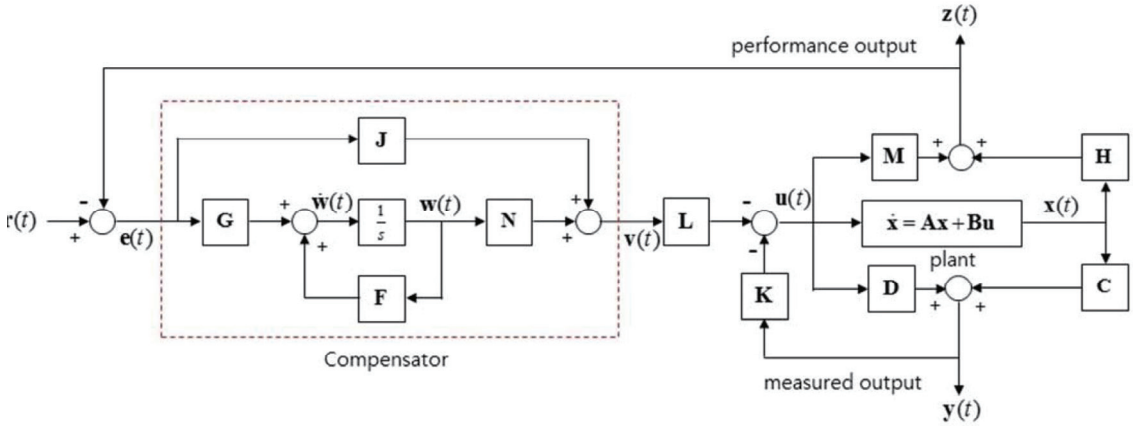 z(t)
performance output
J
M
+
+
H
-
r(t)
+
e(t)
G
+
ẇ(t)
+
1/s
w(t)
N
+
+
v(t)
L
-
u(t)
-
ẋ = Ax + Bu
x(t)
plant
F
K
D
+
+
C
Compensator
measured output
y(t)